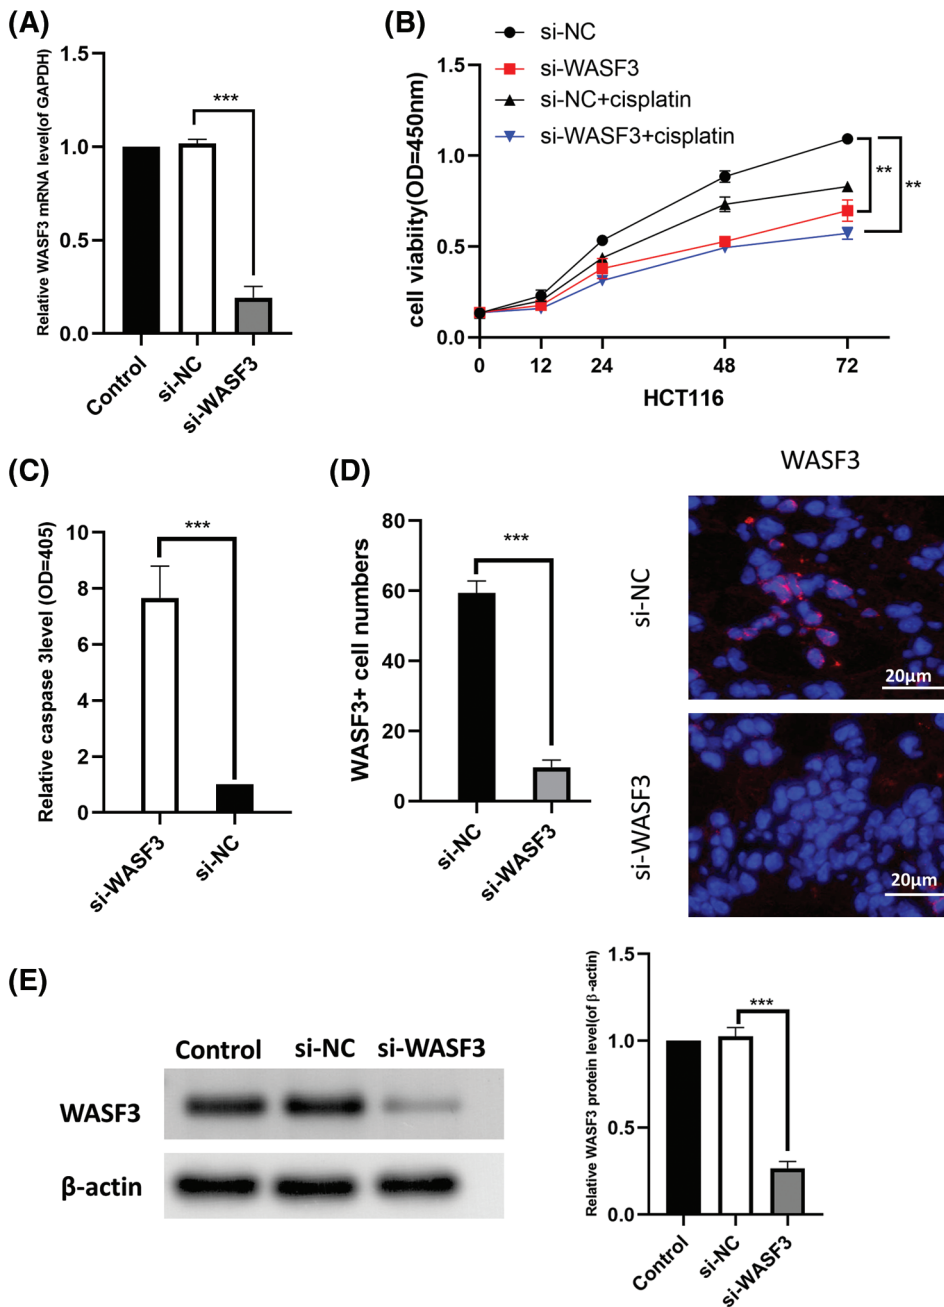 (A)
Relative WASF3 mRNA level(of GAPDH)
1.5
1.0
0.5
0.0
***
Control
si-NC
si-WASF3
(B)
si-NC
si-WASF3
si-NC+cisplatin
si-WASF3+cisplatin
cell viabiity(OD=450nm)
1.5
1.0
0.5
0.0
**
**
0
12
24
48
72
HCT116
(C)
Relative caspase 3level (OD=405)
10
8
6
4
2
0
***
si-WASF3
si-NC
(D)
WASF3+ cell numbers
80
60
40
20
0
***
si-NC
si-WASF3
WASF3
si-NC
20μm
si-WASF3
20μm
(E)
Control si-NC si-WASF3
WASF3
β-actin
Relative WASF3 protein level(of β -actin)
1.5
1.0
0.5
0.0
***
Control
si-NC
si-WASF3